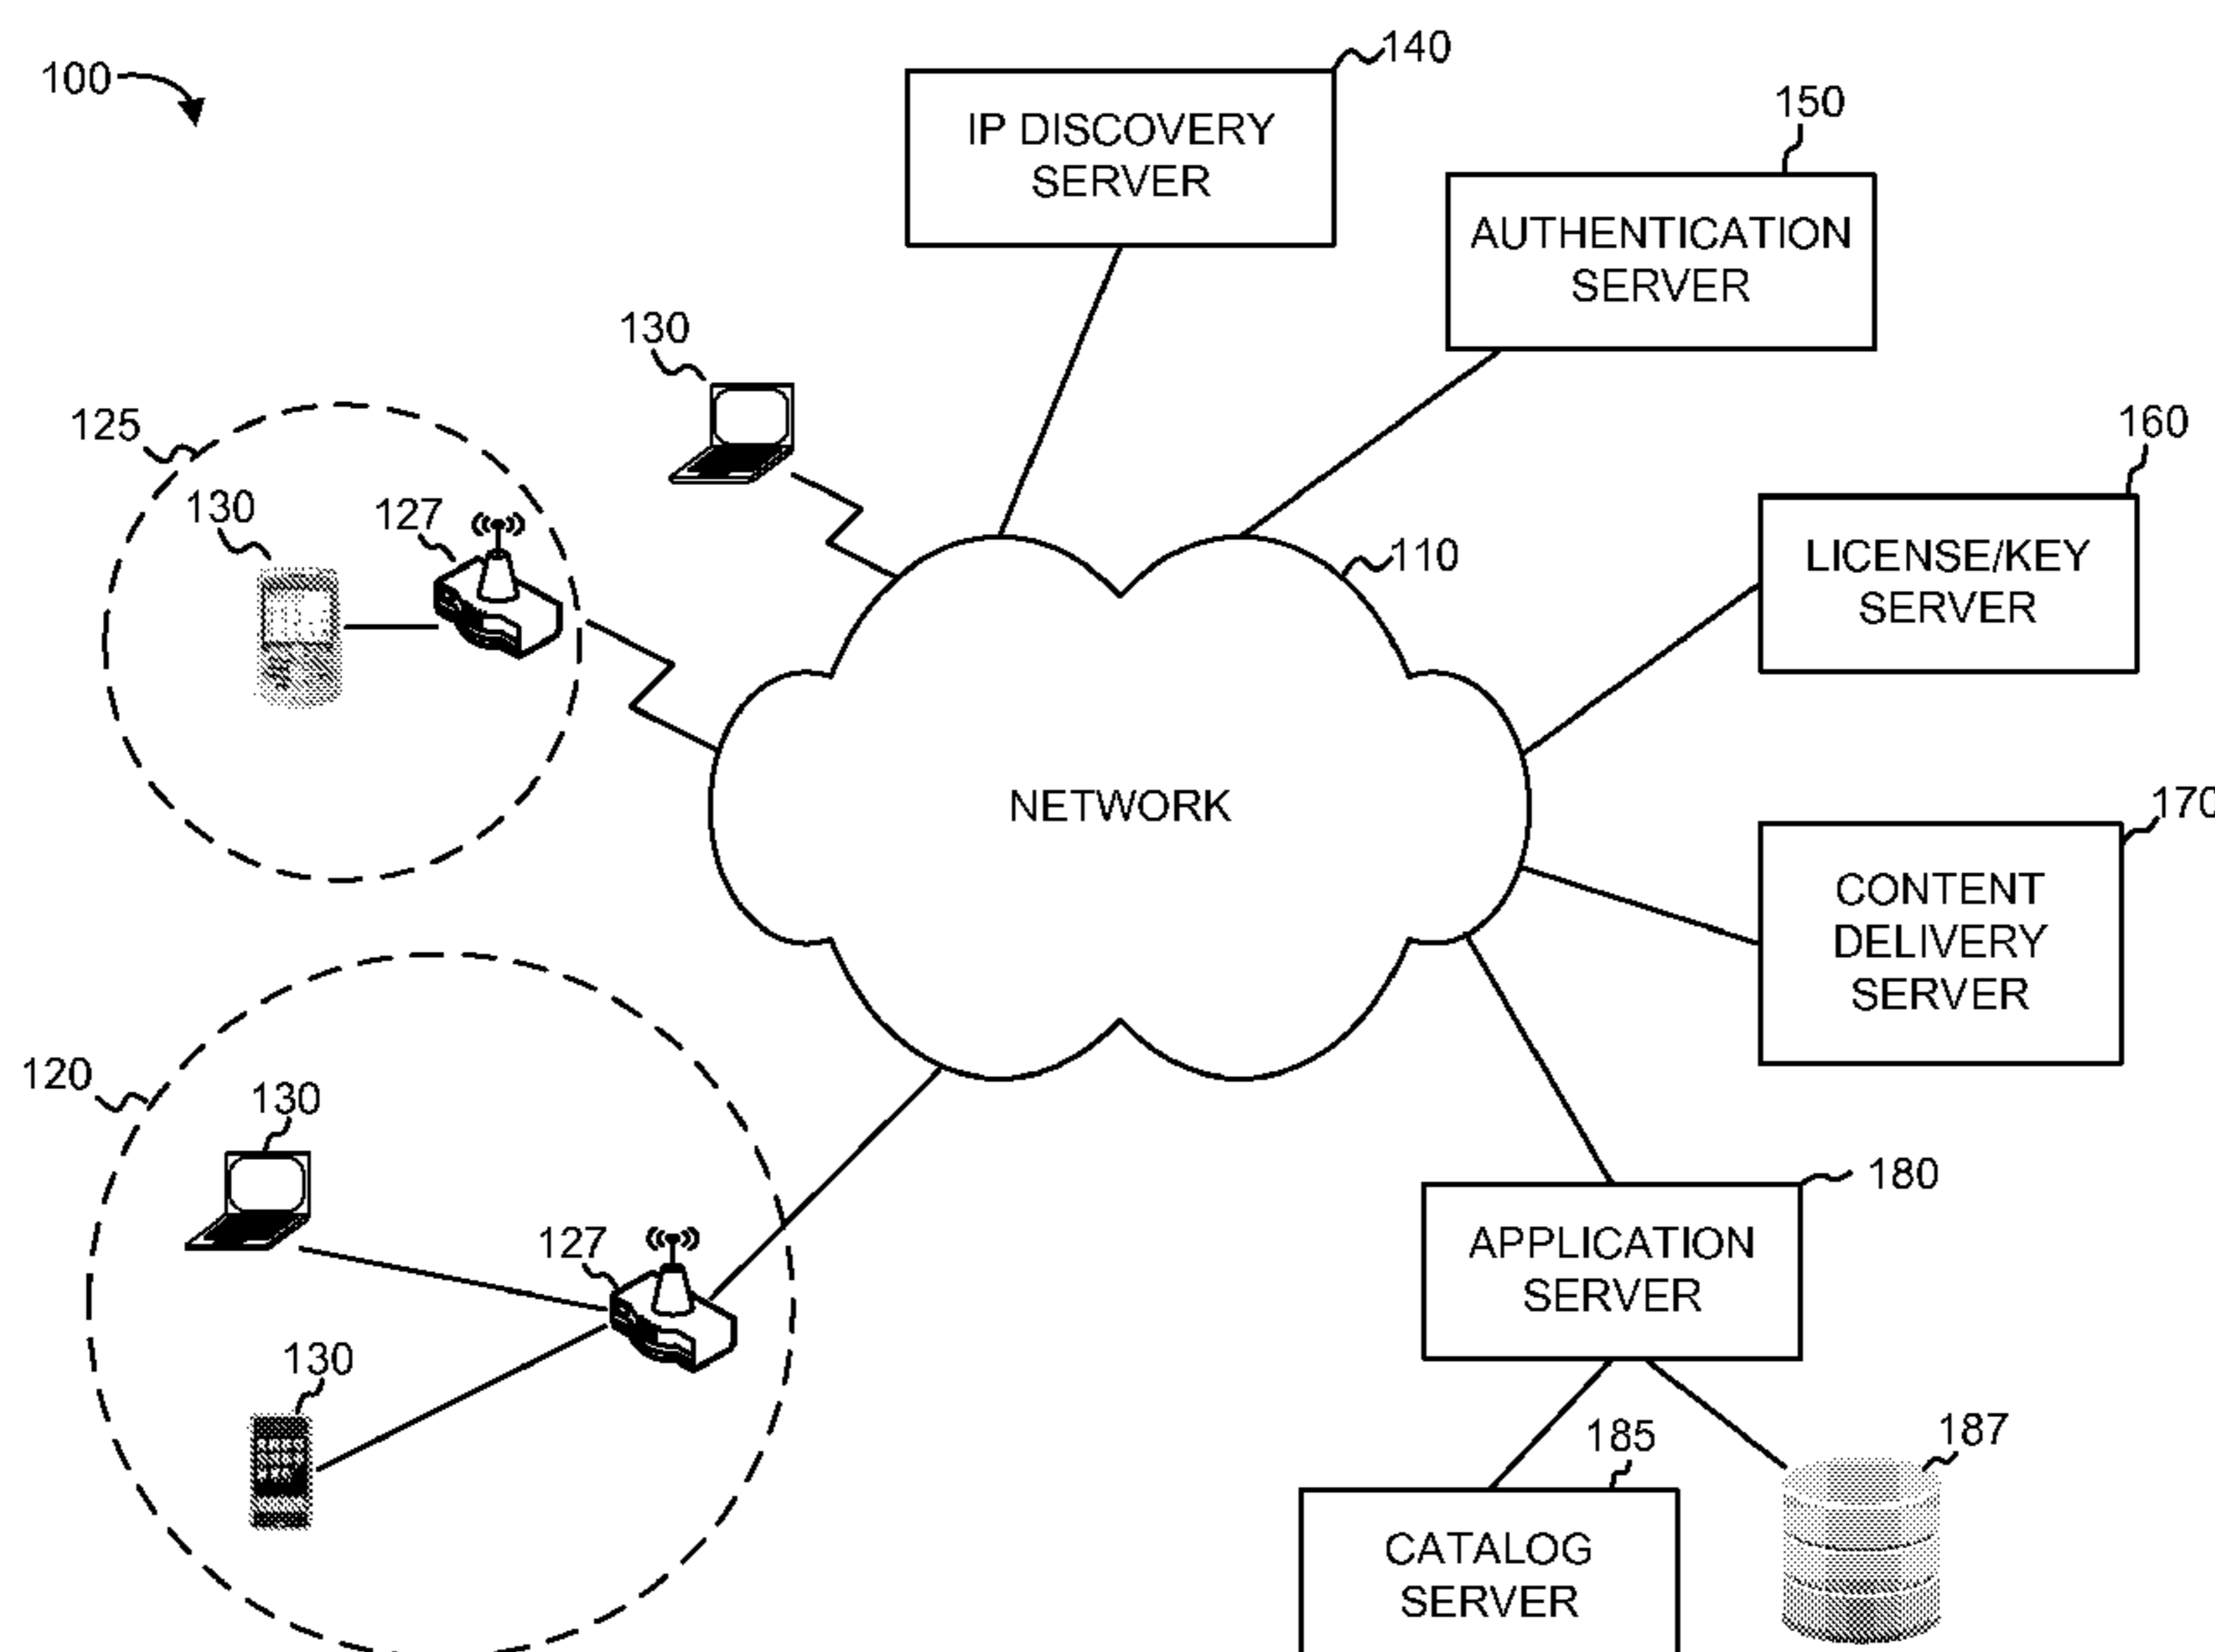 100
140
IP DISCOVERY
SERVER
150
AUTHENTICATION
SERVER
130
125
130
127
110
160
LICENSE/KEY
SERVER
NETWORK
170
CONTENT
DELIVERY
SERVER
120
130
127
130
180
APPLICATION
SERVER
185
187
CATALOG
SERVER